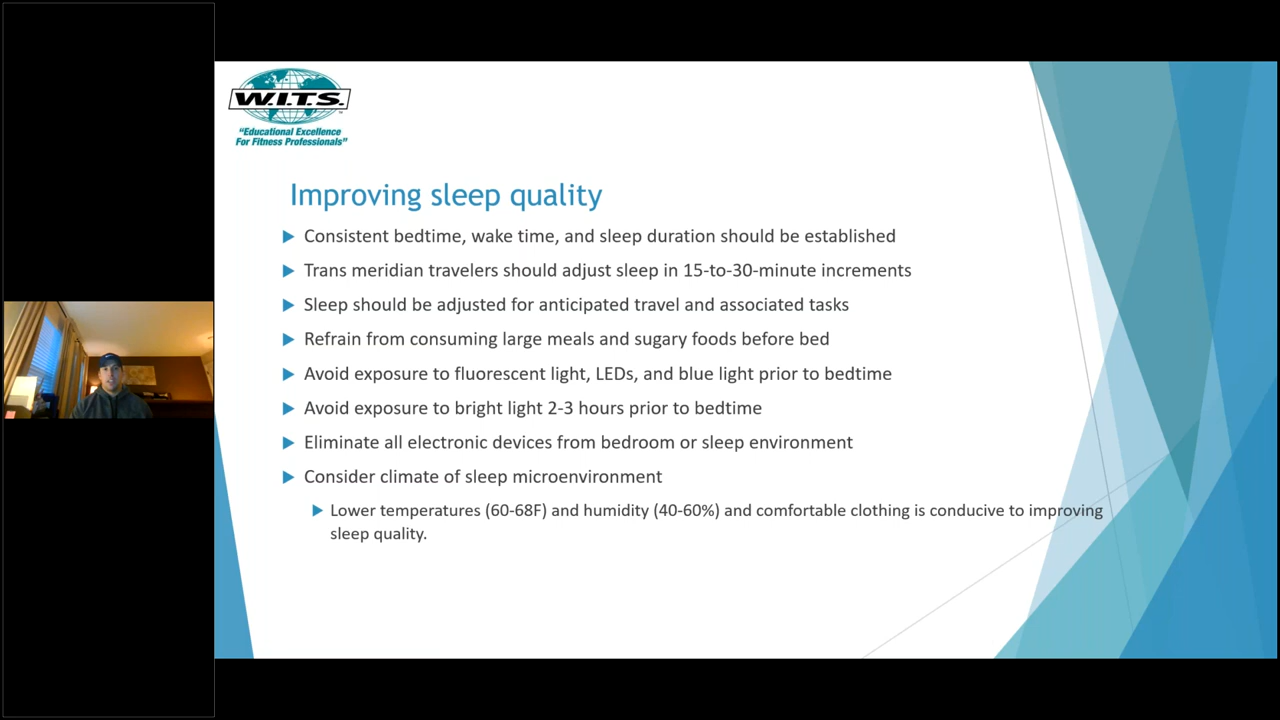 W.I.T.S.
™
"Educational Excellence
For Fitness Professionals"
Improving sleep quality
Consistent bedtime, wake time, and sleep duration should be established
Trans meridian travelers should adjust sleep in 15-to-30-minute increments
Sleep should be adjusted for anticipated travel and associated tasks
Refrain from consuming large meals and sugary foods before bed
Avoid exposure to fluorescent light, LEDs, and blue light prior to bedtime
Avoid exposure to bright light 2-3 hours prior to bedtime
Eliminate all electronic devices from bedroom or sleep environment
Consider climate of sleep microenvironment
Lower temperatures (60-68F) and humidity (40-60%) and comfortable clothing is conducive to improving
sleep quality.